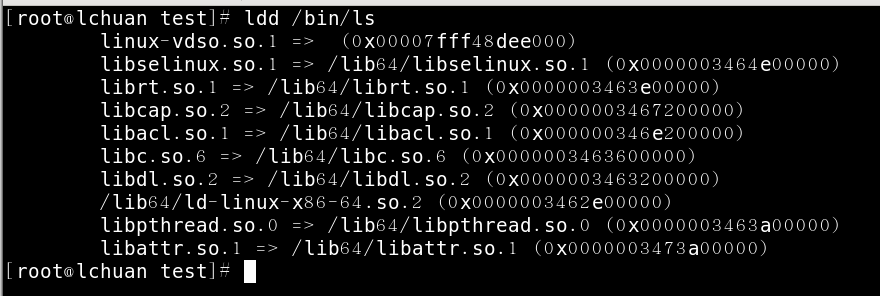 [root@lchuan test]# ldd /bin/ls
linux-vdso.so.1 =>  (0x00007fff48dee000)
libselinux.so.1 => /lib64/libselinux.so.1 (0x0000003464e00000)
librt.so.1 => /lib64/librt.so.1 (0x0000003463e00000)
libcap.so.2 => /lib64/libcap.so.2 (0x0000003467200000)
libacl.so.1 => /lib64/libacl.so.1 (0x000000346e200000)
libc.so.6 => /lib64/libc.so.6 (0x0000003463600000)
libdl.so.2 => /lib64/libdl.so.2 (0x0000003463200000)
/lib64/ld-linux-x86-64.so.2 (0x0000003462e00000)
libpthread.so.0 => /lib64/libpthread.so.0 (0x0000003463a00000)
libattr.so.1 => /lib64/libattr.so.1 (0x0000003473a00000)
[root@lchuan test]#